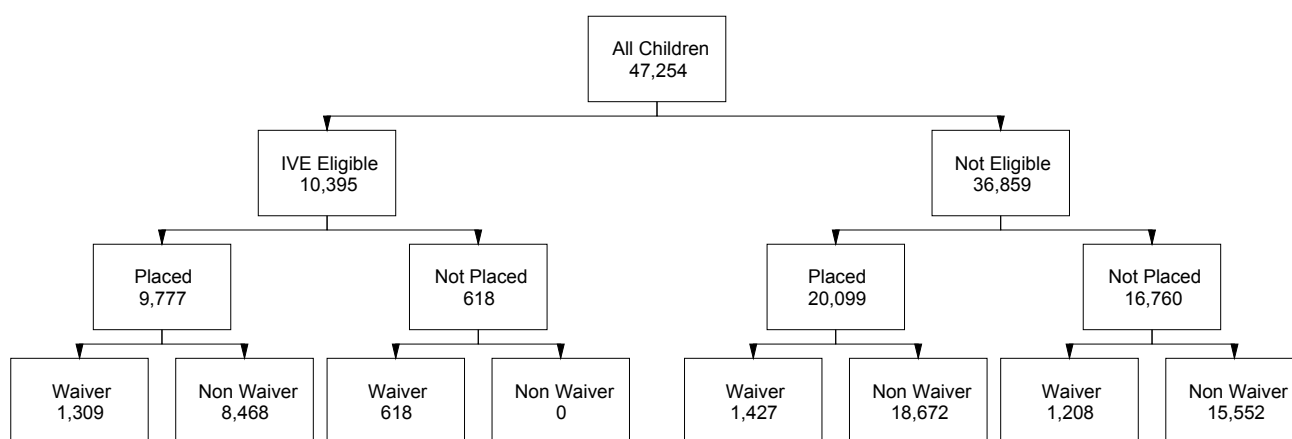 All Children
47,254
IVE Eligible
10,395
Not Eligible
36,859
Placed
9,777
Not Placed
618
Placed
20,099
Not Placed
16,760
Waiver
1,309
Non Waiver
8,468
Waiver
618
Non Waiver
0
Waiver
1,427
Non Waiver
18,672
Waiver
1,208
Non Waiver
15,552